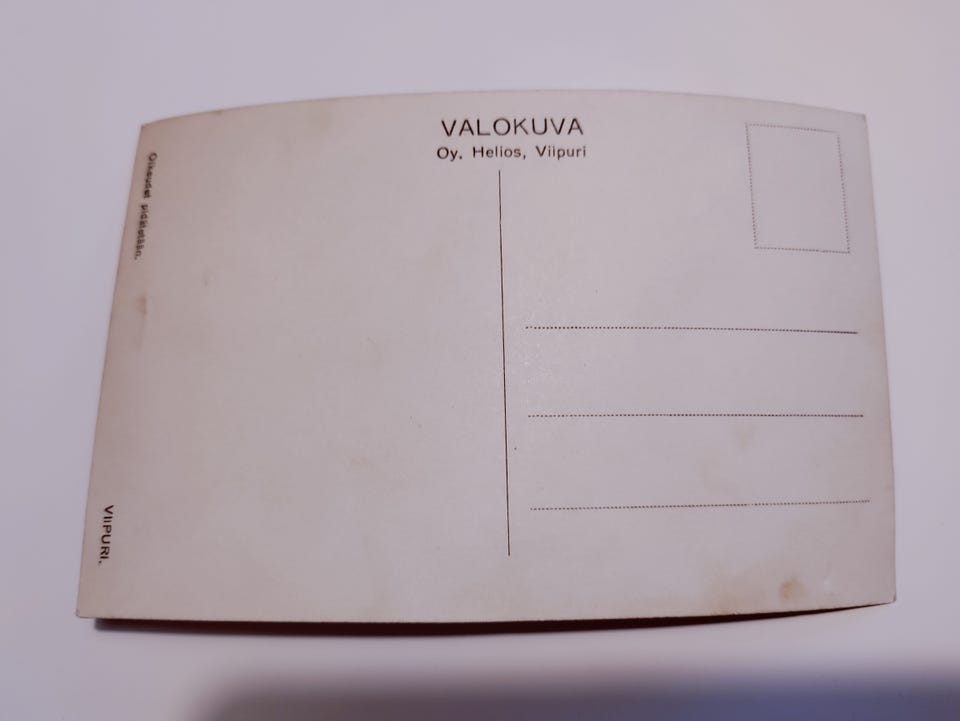 VALOKUVA
Oy. Helios, Viipuri
Oikeudet pidätetään.
VIIPURI.